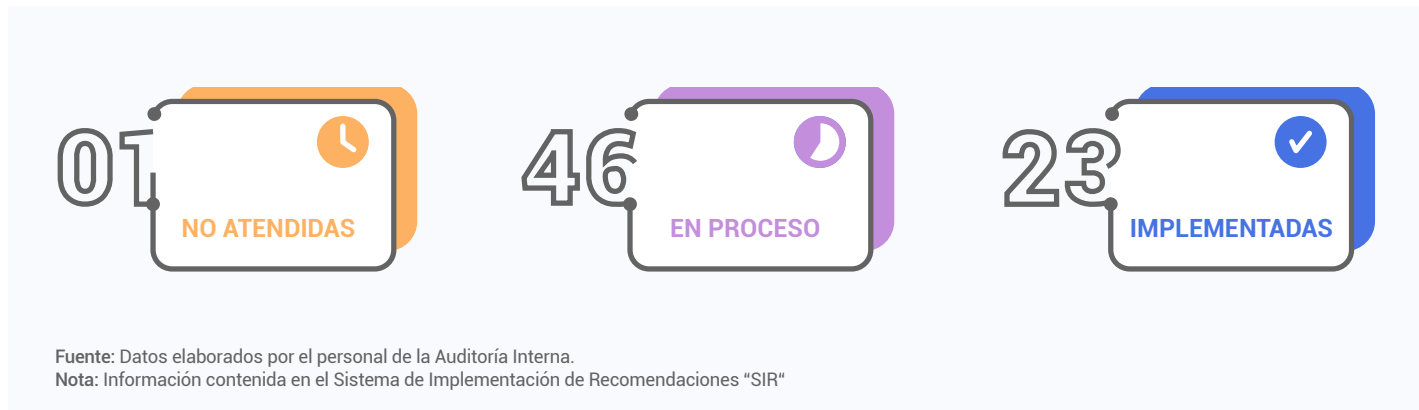 01
NO ATENDIDAS
46
EN PROCESO
23
IMPLEMENTADAS
Fuente: Datos elaborados por el personal de la Auditoría Interna.
Nota: Información contenida en el Sistema de Implementación de Recomendaciones “SIR“